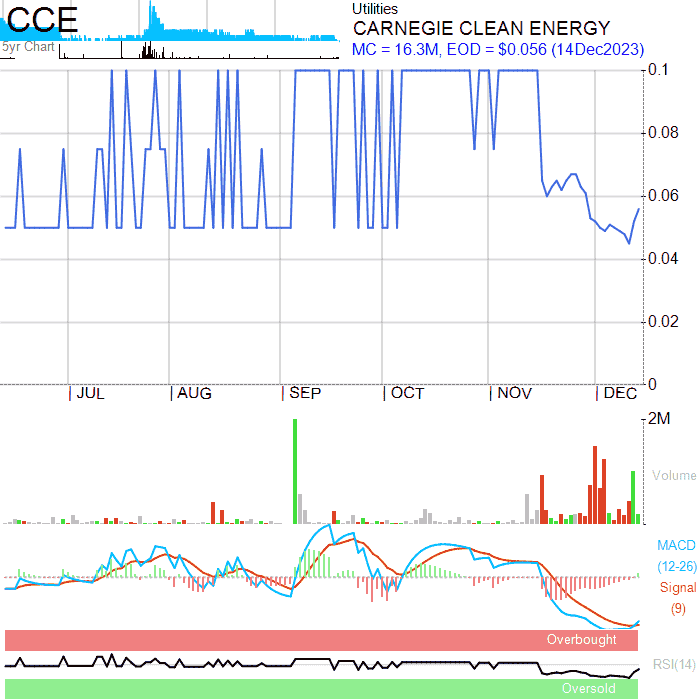 CCE
5yr Chart
Utilities
CARNEGIE CLEAN ENERGY
MC = 16.3M, EOD = $0.056 (14Dec2023)
0.1
0.08
0.06
0.04
0.02
0
JUL AUG SEP OCT NOV DEC
2M
Volume
MACD
(12-26)
Signal
(9)
Overbought
RSI(14)
Oversold